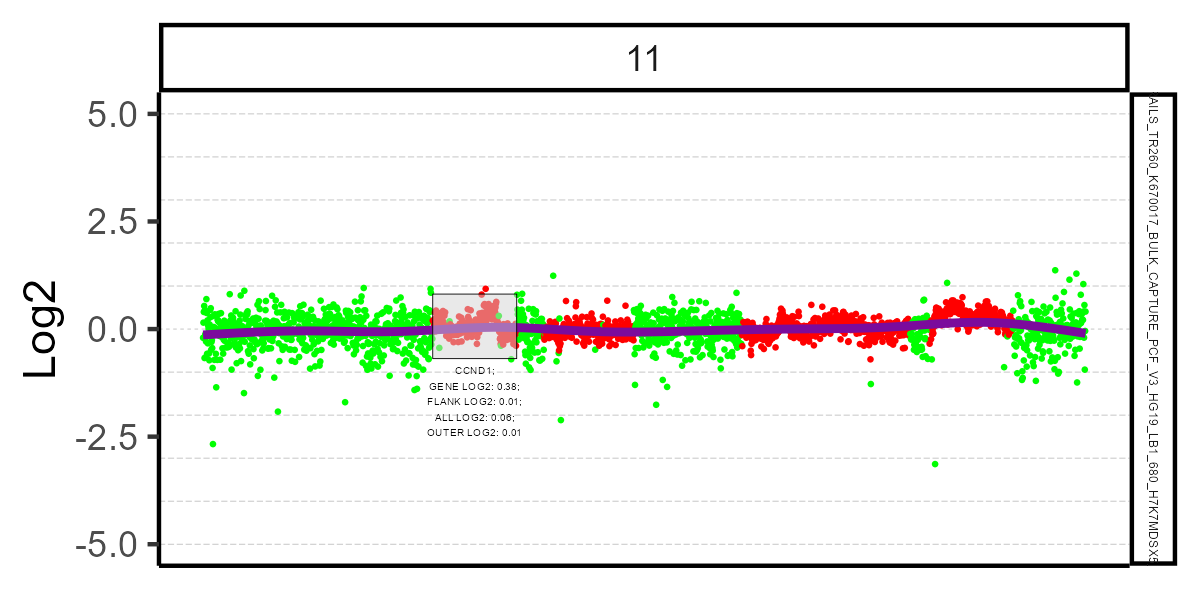 11
5.0
2.5
0.0
-2.5
-5.0
Log2
CCND1;
GENE LOG2: 0.38;
FLANK LOG2: 0.01;
ALL LOG2: 0.06;
OUTER LOG2: 0.01
AILS_TR260_K670017_BULK_CAPTURE_PCF_V3_HG19_LB1_680_H7K7MDSX5